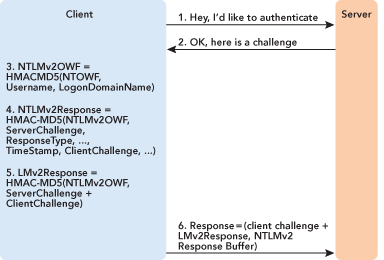 Client
Server
1. Hey, I'd like to authenticate
2. OK, here is a challenge
3. NTLMv2OWF =
HMACMD5(NTOWF,
Username, LogonDomainName)
4. NTLMv2Response =
HMAC-MD5(NTLMv2OWF,
ServerChallenge,
ResponseType, ...,
TimeStamp, ClientChallenge, ...)
5. LMv2Response =
HMAC-MD5(NTLMv2OWF,
ServerChallenge +
ClientChallenge)
6. Response=(client challenge +
LMv2Response, NTLMv2
Response Buffer)